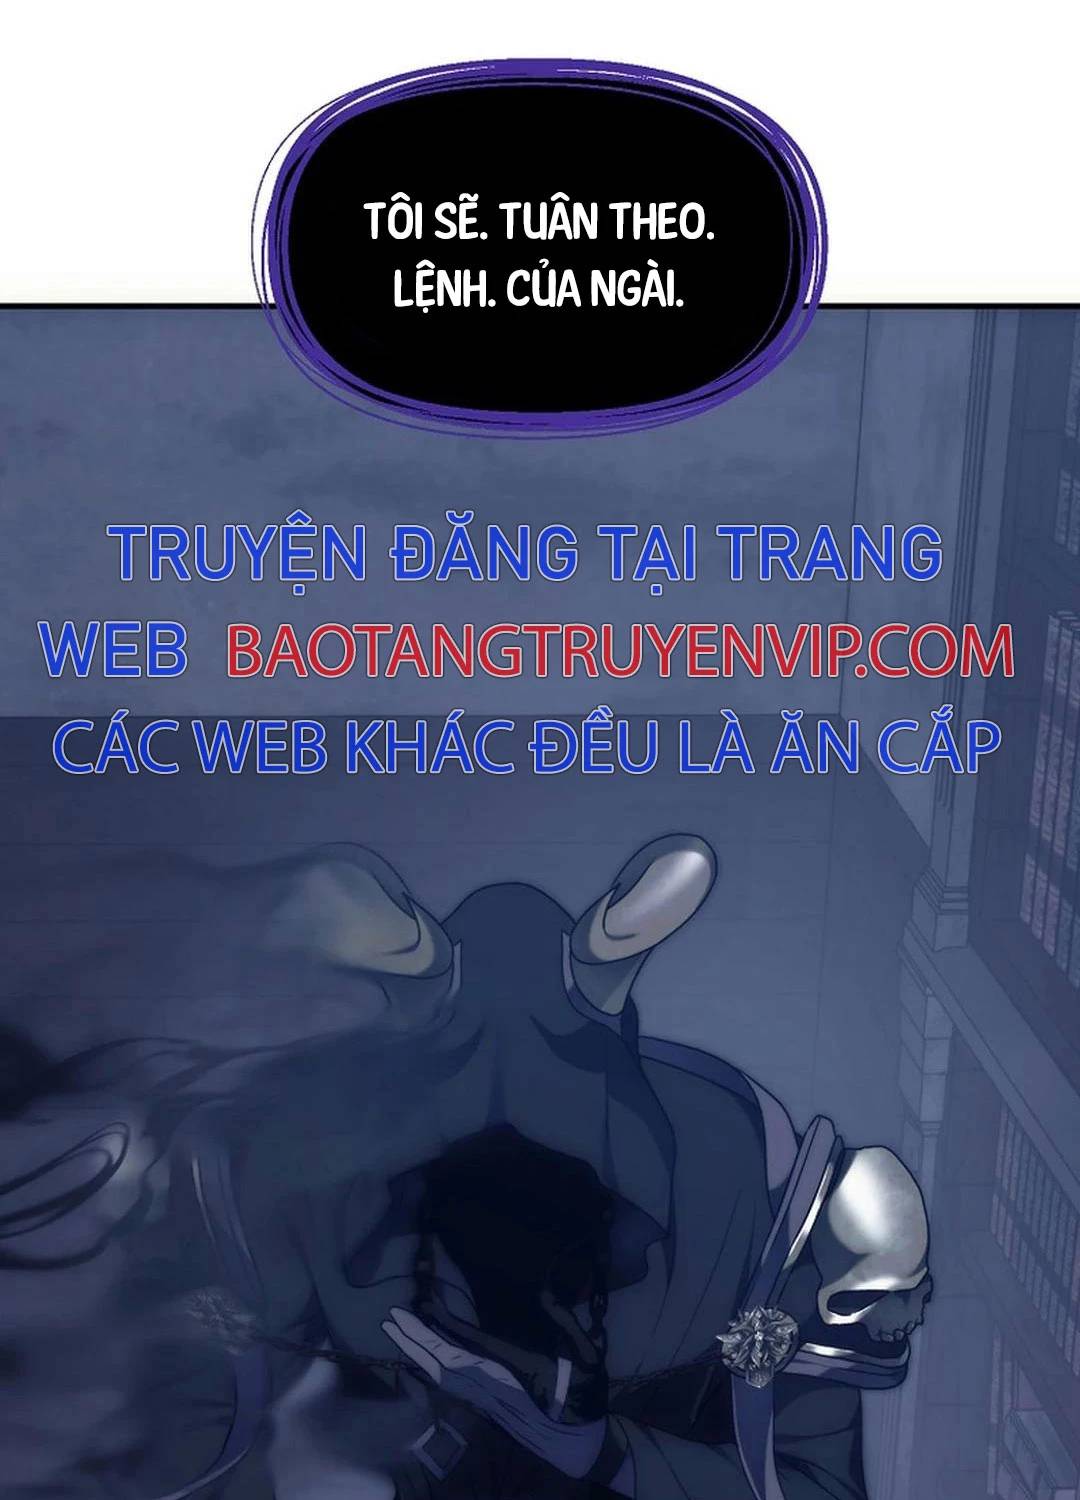 TÔI SẼ. TUÂN THEO.
LỆNH. CỦA NGÀI.
TRUYỆN ĐĂNG TẠI TRANG
WEB BAOTANGTRUYENVIP.COM
CÁC WEB KHÁC ĐỀU LÀ ĂN CẮP